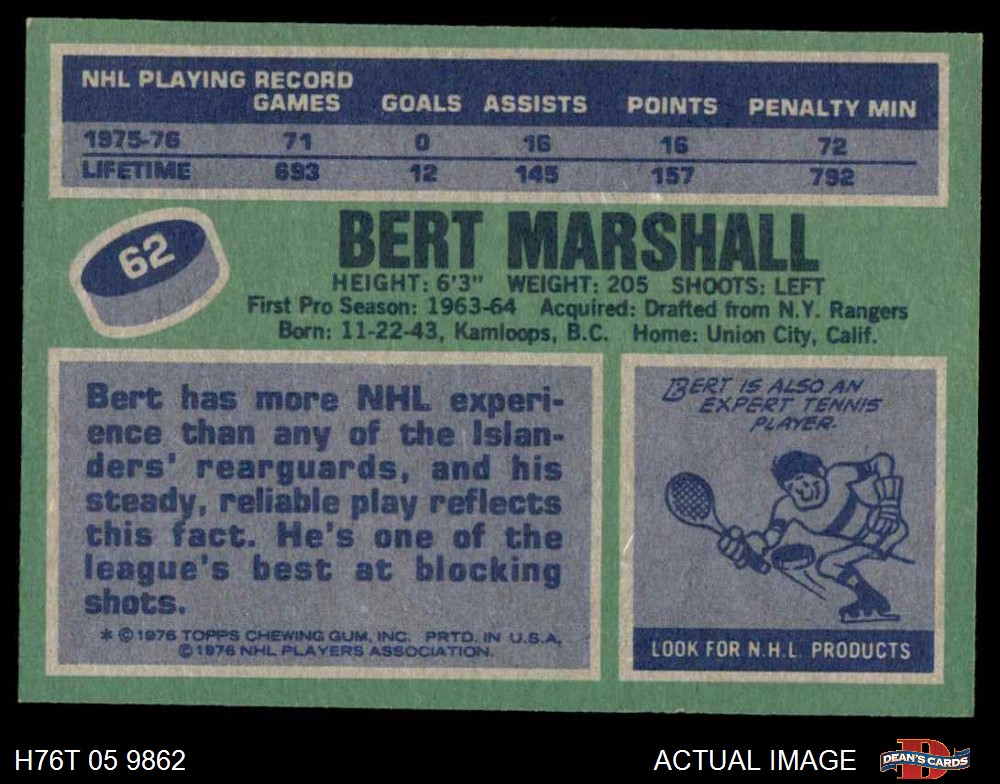 NHL PLAYING RECORD
GAMES GOALS ASSISTS POINTS PENALTY MIN
1975-76 71 0 16 16 72
LIFETIME 693 12 145 157 792
62
BERT MARSHALL
HEIGHT: 6'3" WEIGHT: 205 SHOOTS: LEFT
First Pro Season: 1963-64 Acquired: Drafted from N.Y. Rangers
Born: 11-22-43, Kamloops, B.C. Home: Union City, Calif.
Bert has more NHL experi-
ence than any of the Islan-
ders' rearguards, and his
steady, reliable play reflects
this fact. He's one of the
league's best at blocking
shots.
* © 1976 TOPPS CHEWING GUM, INC. PRTD. IN U.S.A.
© 1976 NHL PLAYERS ASSOCIATION.
BERT IS ALSO AN
EXPERT TENNIS
PLAYER.
LOOK FOR N.H.L. PRODUCTS
H76T 05 9862 ACTUAL IMAGE DEAN'S CARDS